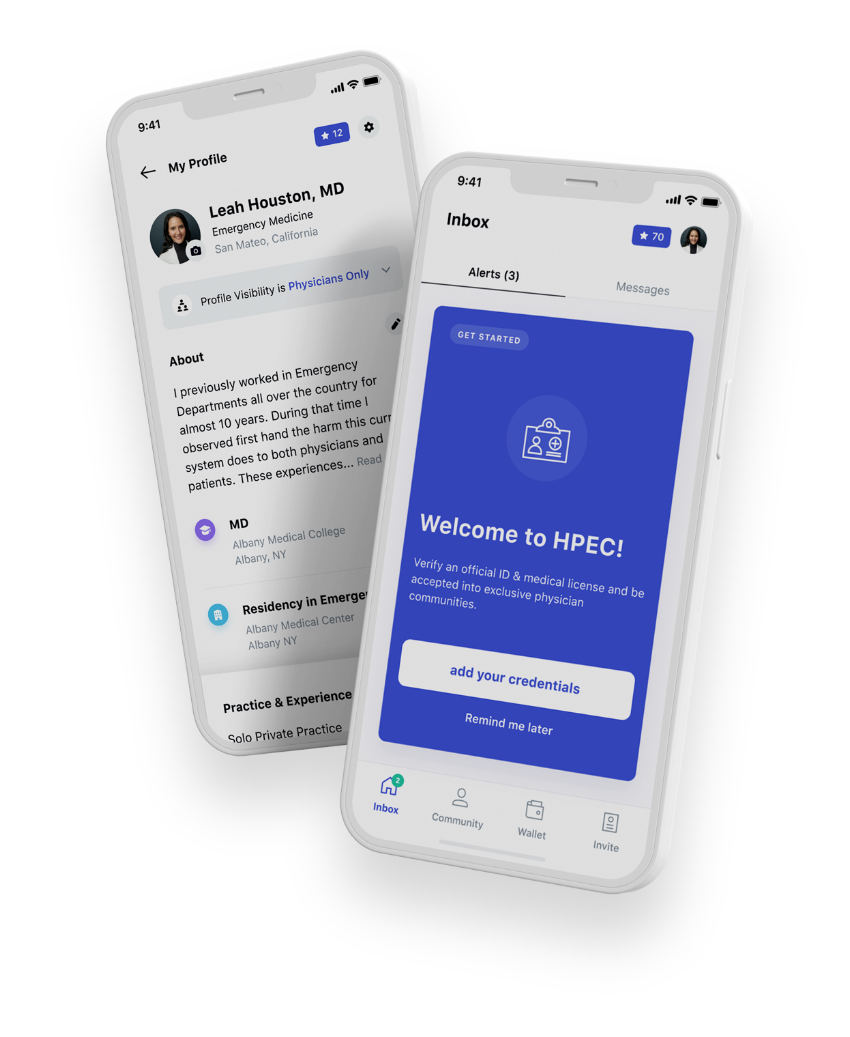 9:41
12
My Profile
Leah Houston, MD
Emergency Medicine
San Mateo, California
Profile Visibility is Physicians Only
About
I previously worked in Emergency
Departments all over the country for
almost 10 years. During that time I
observed first hand the harm this curr
system does to both physicians and
patients. These experiences... Read
MD
Albany Medical College
Albany, NY
Residency in Emerge
Albany Medical Center
Albany NY
Practice & Experience
Solo Private Practice
9:41
Inbox
70
Alerts (3)
Messages
GET STARTED
Welcome to HPEC!
Verify an official ID & medical license and be
accepted into exclusive physician
communities.
add your credentials
Remind me later
2
Inbox
Community
Wallet
Invite